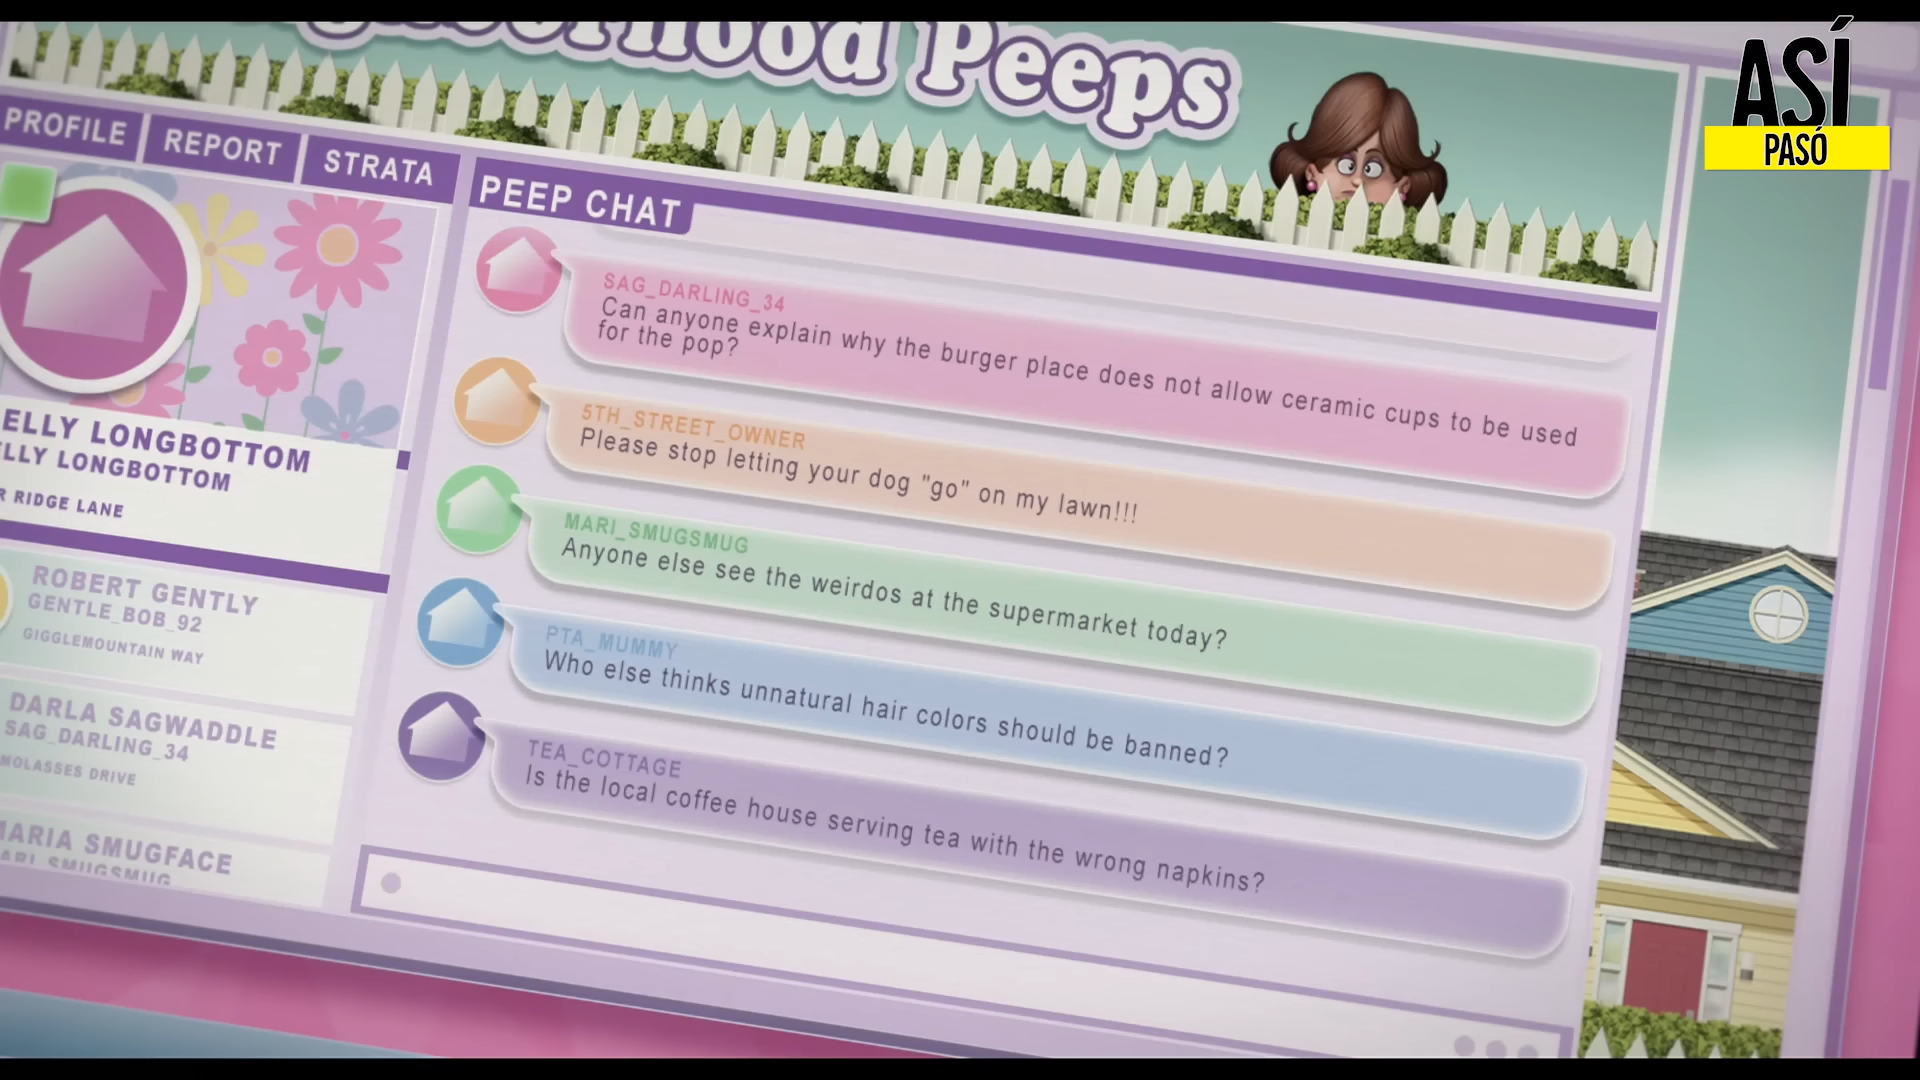 Peeps
ASÍ
PASÓ
PROFILE
REPORT
STRATA
PEEP CHAT
SAG_DARLING_34
Can anyone explain why the burger place does not allow ceramic cups to be used
for the pop?
5TH_STREET_OWNER
Please stop letting your dog "go" on my lawn!!!
MARI_SMUGSMUG
Anyone else see the weirdos at the supermarket today?
PTA_MUMMY
Who else thinks unnatural hair colors should be banned?
TEA_COTTAGE
Is the local coffee house serving tea with the wrong napkins?
ELLY LONGBOTTOM
LLY LONGBOTTOM
R RIDGE LANE
ROBERT GENTLY
GENTLE_BOB_92
GIGGLEMOUNTAIN WAY
DARLA SAGWADDLE
SAG_DARLING_34
MOLASSES DRIVE
MARIA SMUGFACE